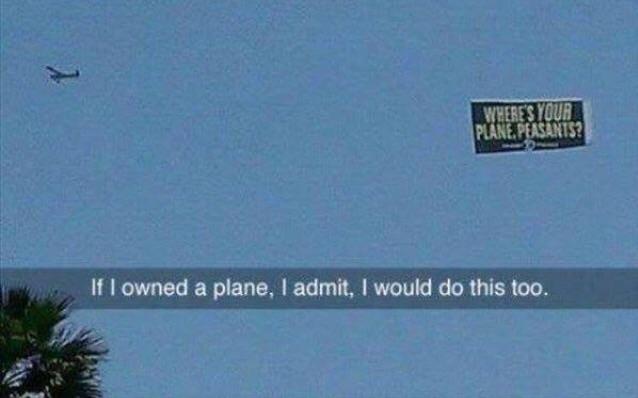 WHERE'S YOUR
PLANE, PEASANTS?
If I owned a plane, I admit, I would do this too.